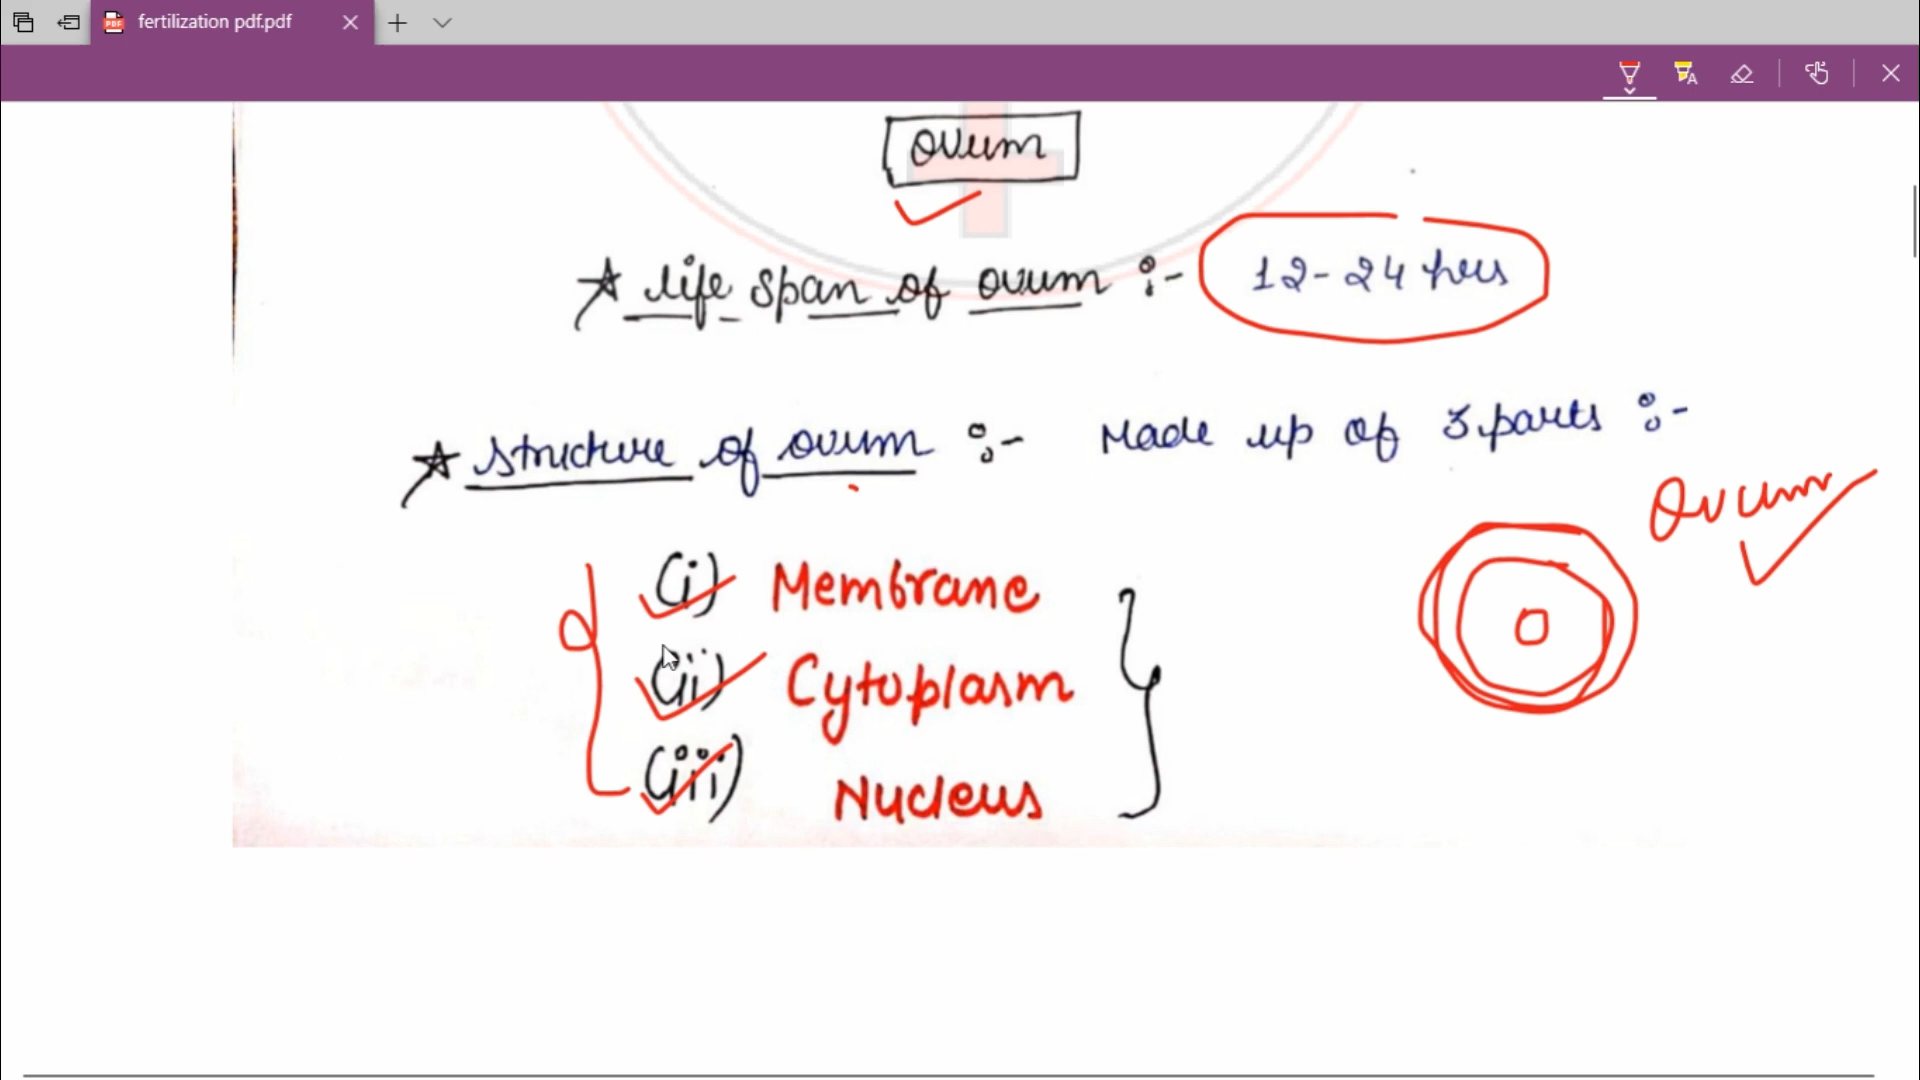 fertilization pdf.pdf
ovum
life span of ovum :- 12-24 hrs
structure of ovum :- Made up of 3 parts :-
Ovum
(i) Membrane
(ii) Cytoplasm
(iii) Nucleus